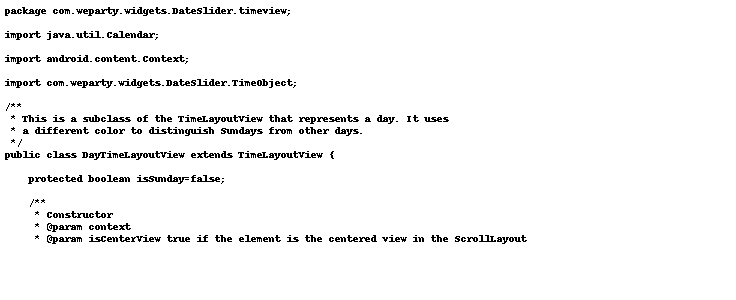 package com.weparty.widgets.DateSlider.timeview;
import java.util.Calendar;
import android.content.Context;
import com.weparty.widgets.DateSlider.TimeObject;
/**
 * This is a subclass of the TimeLayoutView that represents a day. It uses
 * a different color to distinguish Sundays from other days.
 */
public class DayTimeLayoutView extends TimeLayoutView {
    protected boolean isSunday=false;
    /**
     * Constructor
     * @param context
     * @param isCenterView true if the element is the centered view in the ScrollLayout